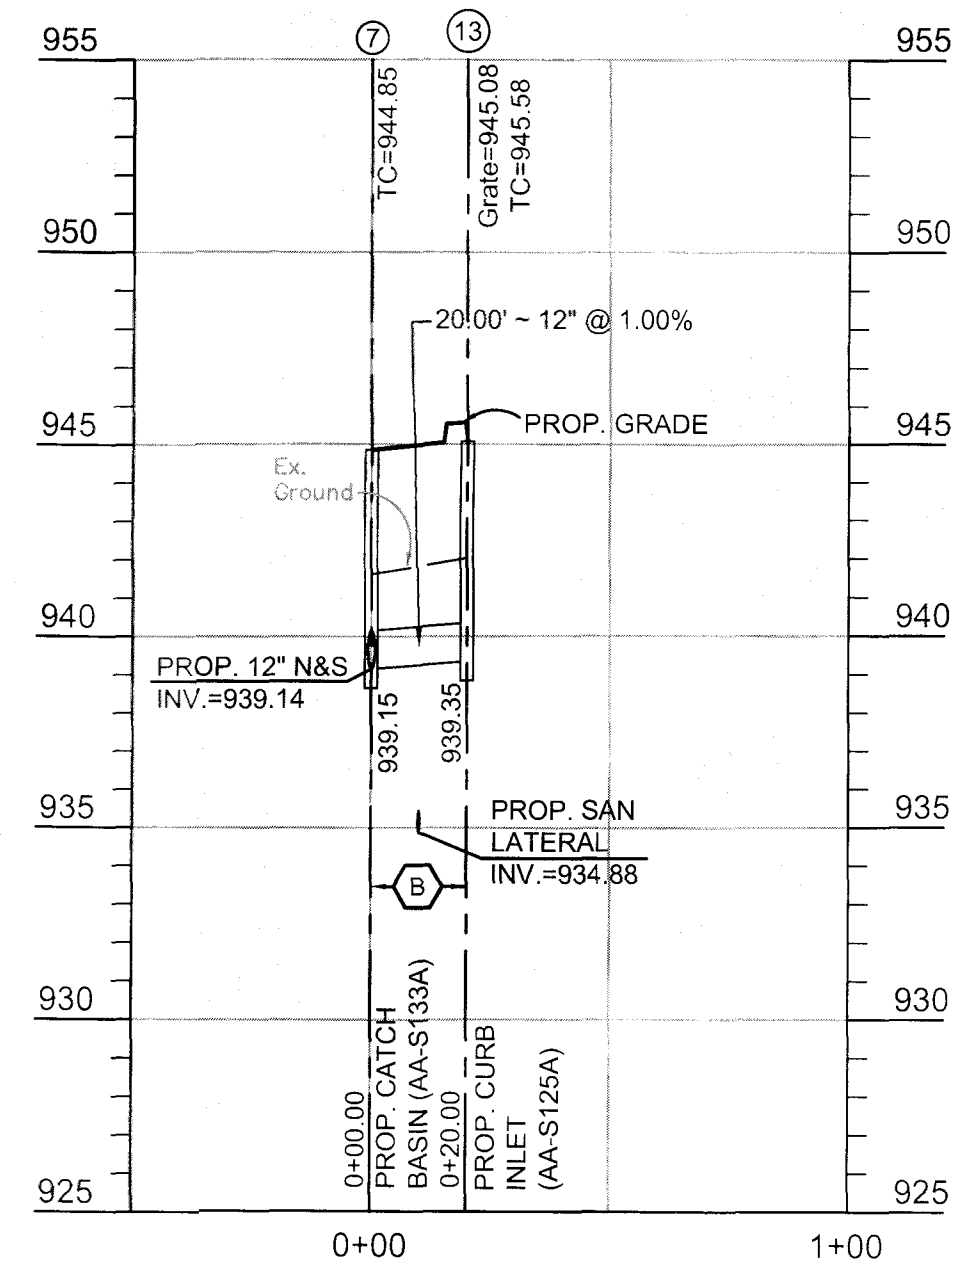 7
13
955
955
TC=944.85
Grate=945.08
TC=945.58
950
950
20.00' ~ 12" @ 1.00%
945
PROP. GRADE
945
Ex.
Ground
940
940
PROP. 12" N&S
INV.=939.14
939.15
939.35
935
PROP. SAN
LATERAL
INV.=934.88
935
B
930
930
0+00.00
PROP. CATCH
BASIN (AA-S133A)
0+20.00
PROP. CURB
INLET
(AA-S125A)
925
925
0+00
1+00